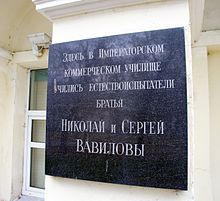 Здесь в Императорском
коммерческом училище
учились естествоиспытатели
братья
Николай и Сергей
Вавиловы